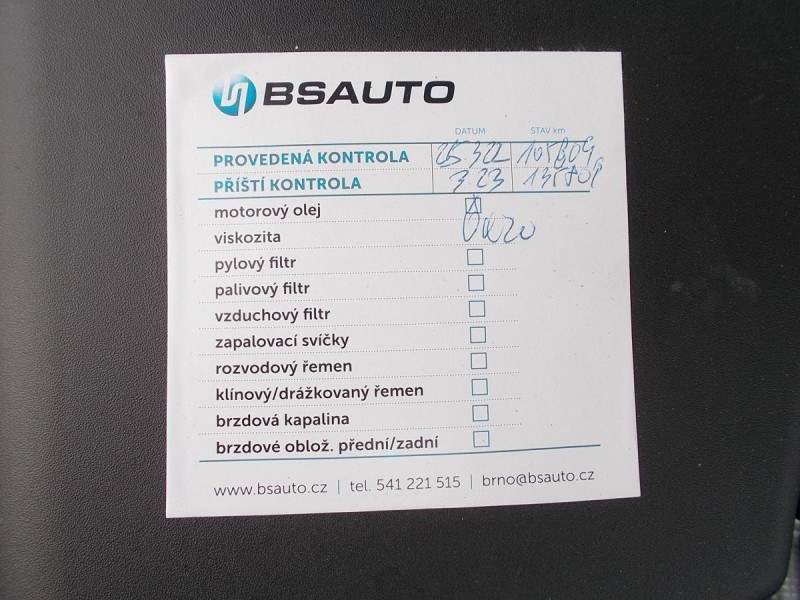 BSAUTO
DATUM STAV km
PROVEDENÁ KONTROLA 25.3.22 105809
PŘÍŠTÍ KONTROLA 3.23
motorový olej
viskozita 0W20
pylový filtr
palivový filtr
vzduchový filtr
zapalovací svíčky
rozvodový řemen
klínový/drážkovaný řemen
brzdová kapalina
brzdové oblož. přední/zadní
www.bsauto.cz | tel. 541 221 515 | brno@bsauto.cz